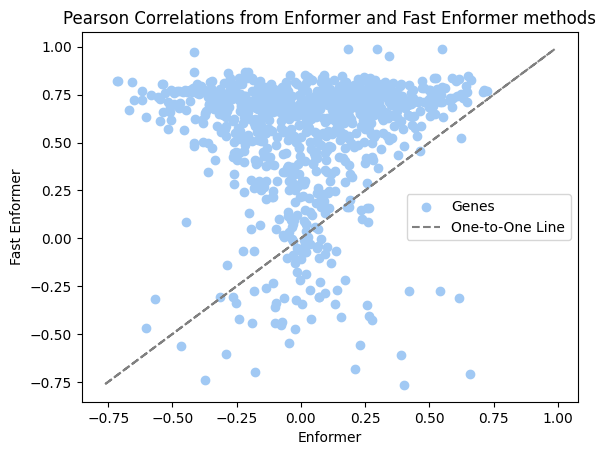 Pearson Correlations from Enformer and Fast Enformer methods
1.00
0.75
0.50
0.25
0.00
−0.25
−0.50
−0.75
Fast Enformer
Genes
One-to-One Line
−0.75 −0.50 −0.25 0.00 0.25 0.50 0.75 1.00
Enformer